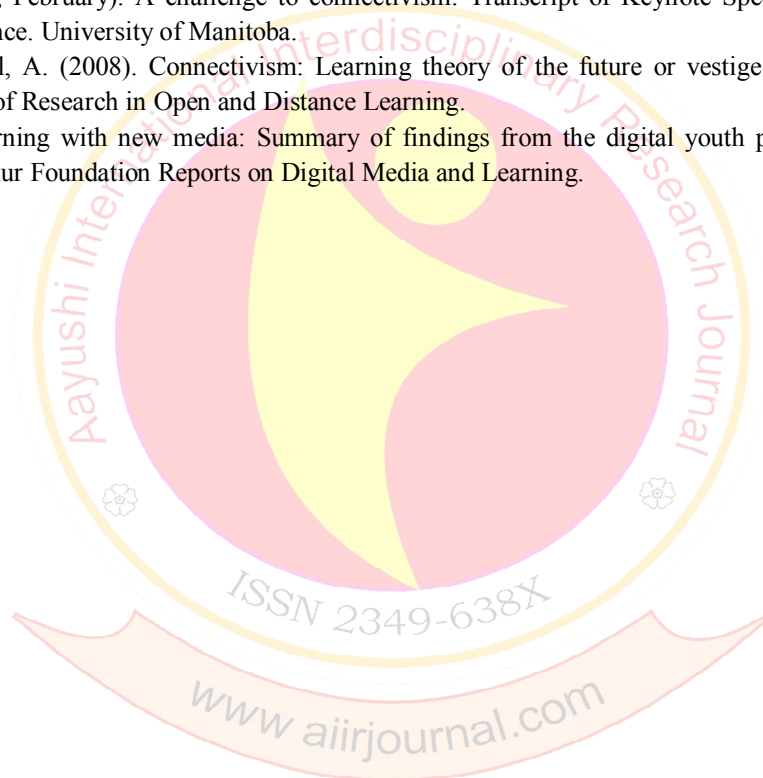 February). A challenge to connectivism. Transcript of Keynote
nce. University of Manitoba.
l, A. (2008). Connectivism: Learning theory of the future or vestige
of Research in Open and Distance Learning.
rning with new media: Summary of findings from the digital youth p
ur Foundation Reports on Digital Media and Learning.
Aayushi International Interdisciplinary Research Journal
ISSN 2349-638X
www aiirjournal.com